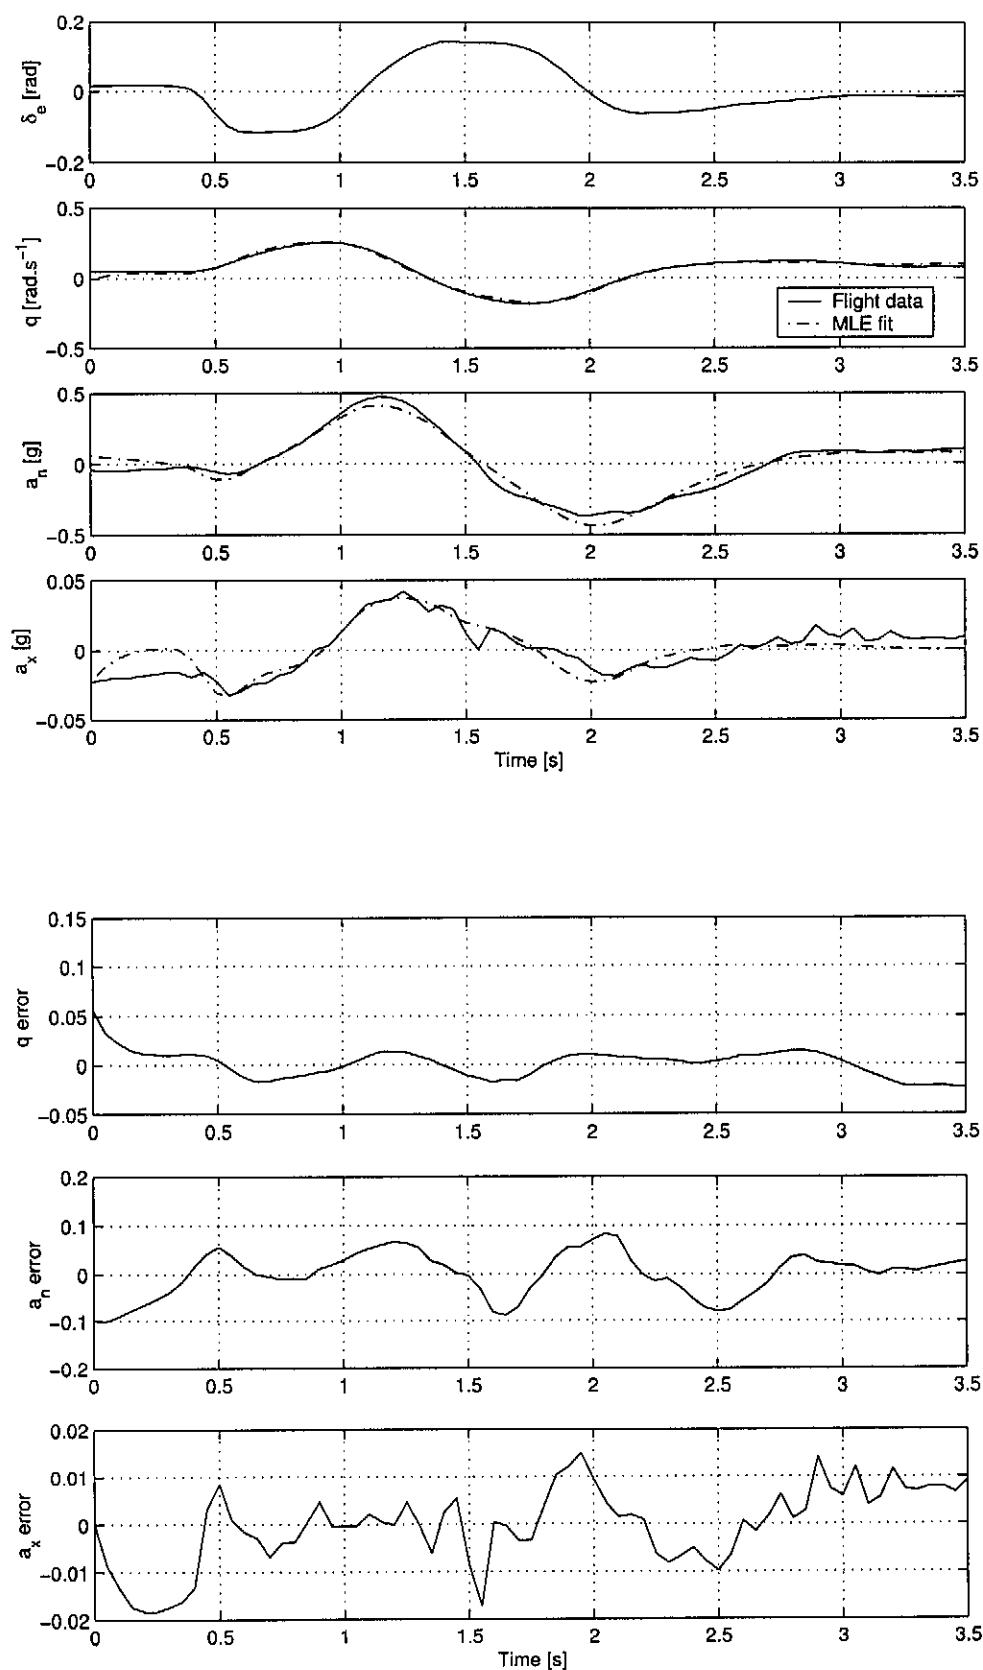 0.2
0
−0.2
δe [rad]
0 0.5 1 1.5 2 2.5 3 3.5
0.5
0
−0.5
q [rad.s−1]
Flight data
MLE fit
0 0.5 1 1.5 2 2.5 3 3.5
0.5
0
−0.5
an [g]
0 0.5 1 1.5 2 2.5 3 3.5
0.05
0
−0.05
ax [g]
0 0.5 1 1.5 2 2.5 3 3.5
Time [s]
0.15
0.1
0.05
0
−0.05
q error
0 0.5 1 1.5 2 2.5 3 3.5
0.2
0.1
0
−0.1
−0.2
an error
0 0.5 1 1.5 2 2.5 3 3.5
0.02
0.01
0
−0.01
−0.02
ax error
0 0.5 1 1.5 2 2.5 3 3.5
Time [s]